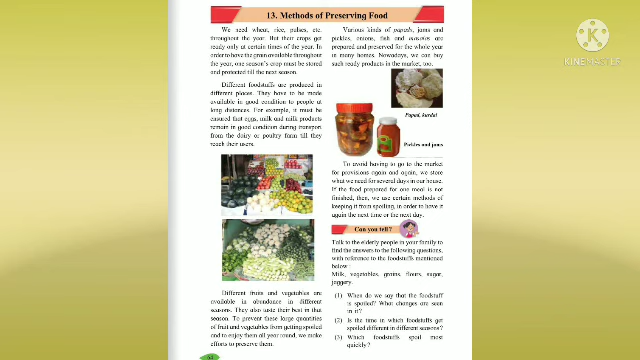 13. Methods of Preserving Food
We need wheat, rice, pulses, etc.
throughout the year. But their crops get
ready only at certain times of the year. In
order to have the grain available throughout
the year, one season's crop must be stored
and protected till the next season.
Different foodstuffs are produced in
different places. They have to be made
available in good condition to people at
long distances. For example, it must be
ensured that eggs, milk and milk products
remain in good condition during transport
from the dairy or poultry farm till they
reach their users.
Different fruits and vegetables are
available in abundance in different
seasons. They also taste their best in that
season. To prevent these large quantities
of fruit and vegetables from getting spoiled
and to enjoy them all year round, we make
efforts to preserve them.
Various kinds of papads, jams and
pickles, onions, fish and masalas are
prepared and preserved for the whole year
in many homes. Nowadays, we can buy
such ready products in the market, too.
Papad, kurdai
Pickles and jams
To avoid having to go to the market
for provisions again and again, we store
what we need for several days in our house.
If the food prepared for one meal is not
finished, then, we use certain methods of
keeping it from spoiling, in order to have it
again the next time or the next day.
Can you tell?
Talk to the elderly people in your family to
find the answers to the following questions,
with reference to the foodstuffs mentioned
below:
Milk, vegetables, grains, flours, sugar,
jaggery.
(1) When do we say that the foodstuff
is spoiled? What changes are seen
in it?
(2) Is the time in which foodstuffs get
spoiled different in different seasons?
(3) Which foodstuffs spoil most
quickly?
KINEMASTER